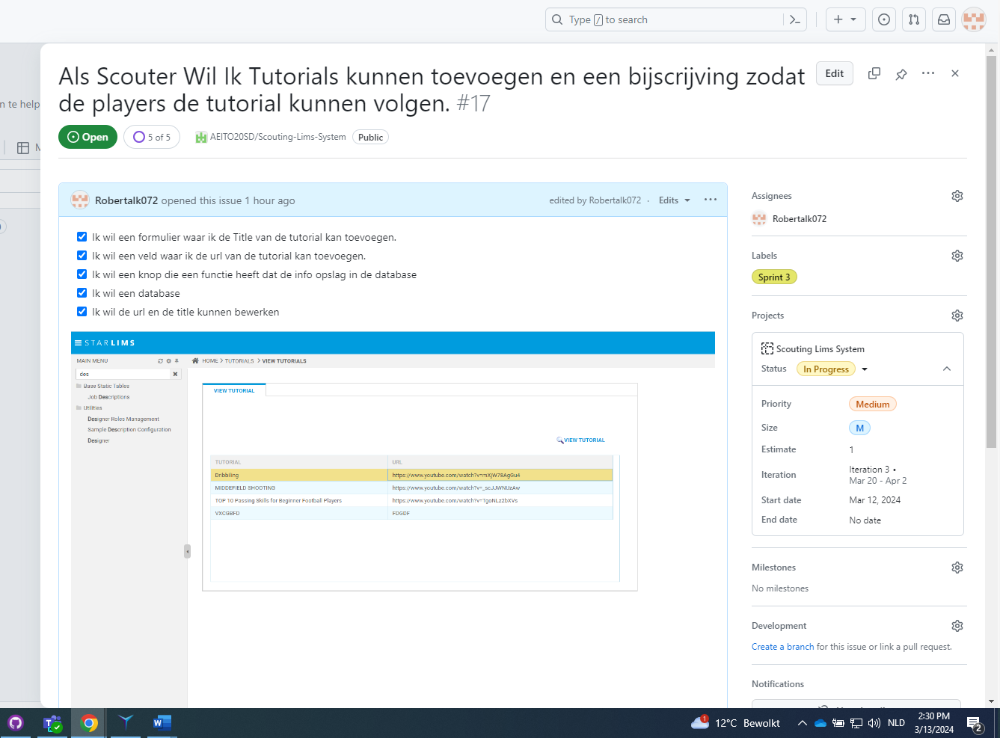 Type / to search
n te help
M
Als Scouter Wil Ik Tutorials kunnen toevoegen en een bijscrijving zodat
de players de tutorial kunnen volgen. #17
Edit
Open
5 of 5
AEITO20SD/Scouting-Lims-System
Public
Robertalk072 opened this issue 1 hour ago
edited by Robertalk072 ·
Edits
Ik wil een formulier waar ik de Title van de tutorial kan toevoegen.
Ik wil een veld waar ik de url van de tutorial kan toevoegen.
Ik wil een knop die een functie heeft dat de info opslag in de database
Ik wil een database
Ik wil de url en de title kunnen bewerken
STARLIMS
MAIN MENU
des
Base Static Tables
Job Descriptions
Utilities
Designer Roles Management
Sample Description Configuration
Designer
HOME > TUTORIALS > VIEW TUTORIALS
VIEW TUTORIAL
VIEW TUTORIAL
TUTORIAL URL
Dribbiling https://www.youtube.com/watch?v=mXjW78AgGu4
MIDDEFIELD SHOOTING https://www.youtube.com/watch?v=_scJJWNUzAw
TOP 10 Passing Skills for Beginner Football Players https://www.youtube.com/watch?v=TgoNLz2bXVs
VXCGBFD FDGDF
Assignees
Robertalk072
Labels
Sprint 3
Projects
Scouting Lims System
Status In Progress
Priority Medium
Size M
Estimate 1
Iteration Iteration 3 •
Mar 20 - Apr 2
Start date Mar 12, 2024
End date No date
Milestones
No milestones
Development
Create a branch for this issue or link a pull request.
Notifications
1
12°C Bewolkt
NLD
2:30 PM
3/13/2024
2